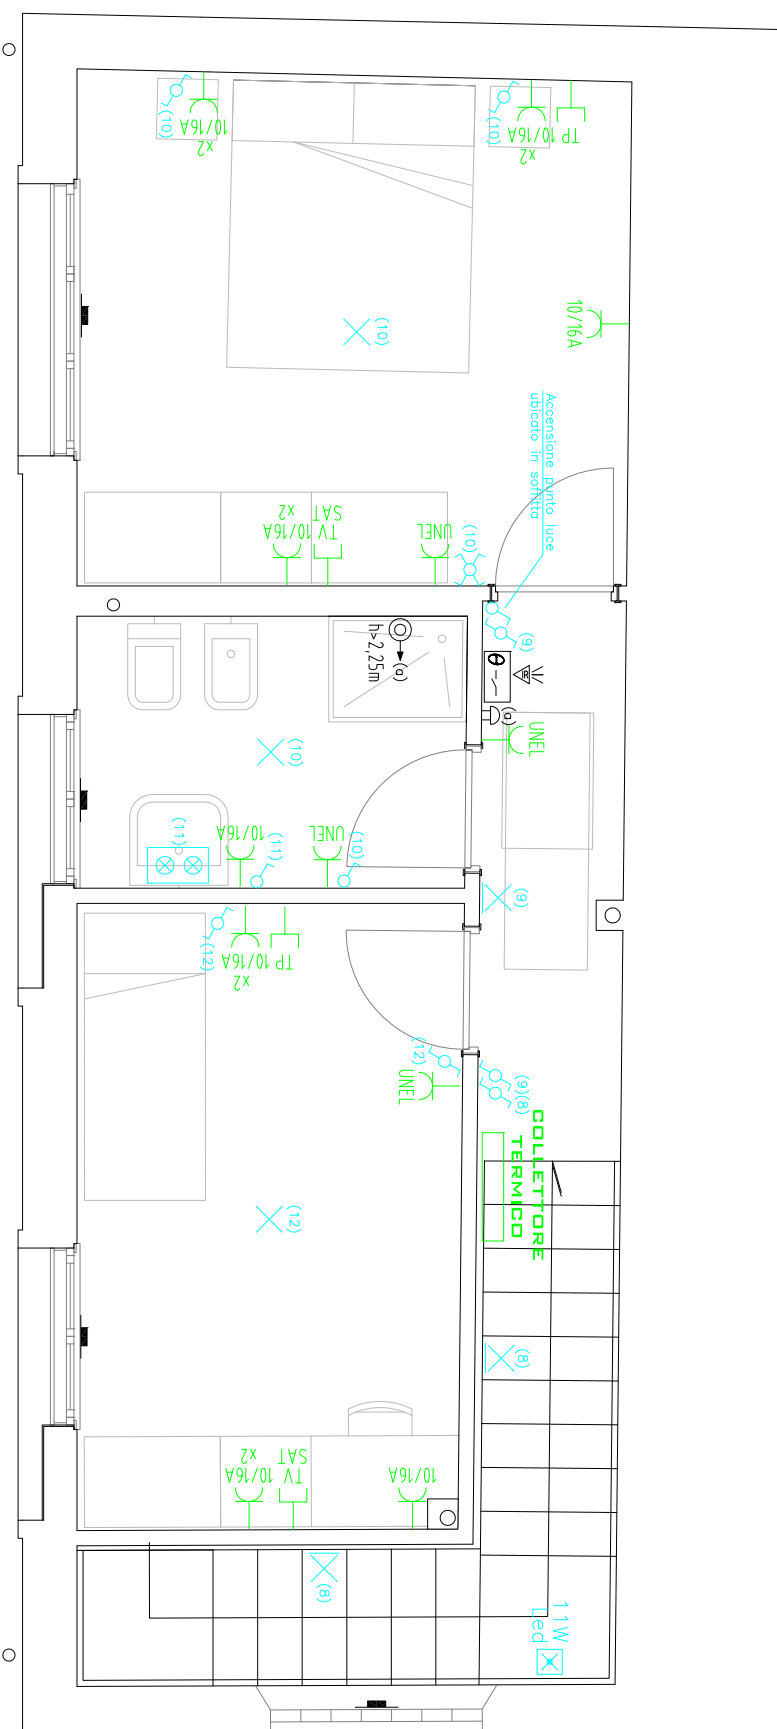 (10)
10/16A
x2
(10)
10/16A
x2
TP
10/16A
(10)
Accensione punto luce
ubicato in soffitto
x2
10/16A
SAT
TV
UNEL
(10)
(9)
h>2,25m
(a)
θ
IR
(a)
UNEL
(10)
(11)
10/16A
(11)
UNEL
(10)
(9)
(12)
10/16A
x2
TP
(12)
UNEL
(9)(8)
COLLETTORE
TERMICO
(12)
(8)
x2
10/16A
SAT
TV
10/16A
(8)
11W
Led